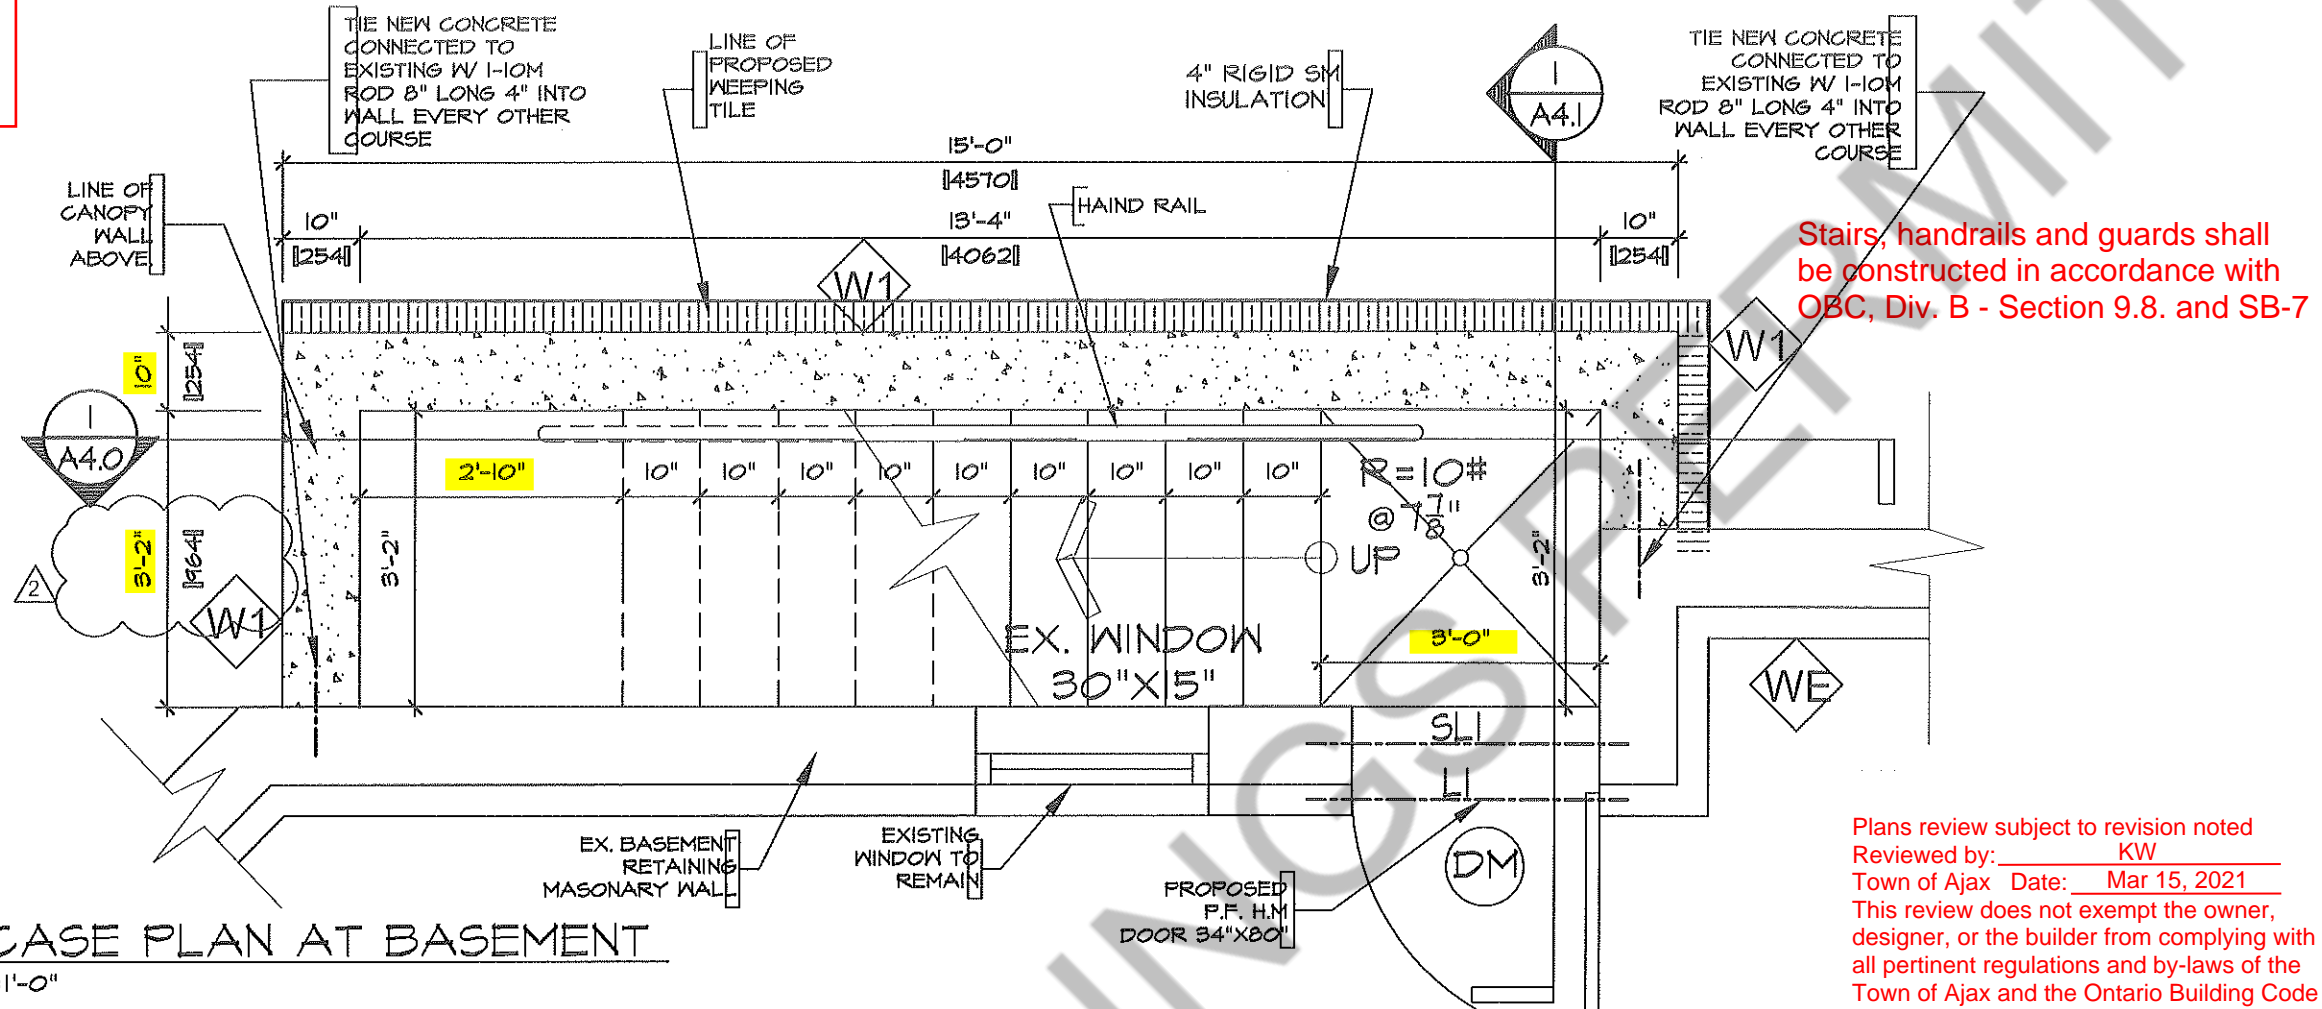 TIE NEW CONCRETE
CONNECTED TO
EXISTING W/ 1-10M
ROD 8" LONG 4" INTO
WALL EVERY OTHER
COURSE
LINE OF
PROPOSED
WEEPING
TILE
4" RIGID SM
INSULATION
1
A4.1
TIE NEW CONCRETE
CONNECTED TO
EXISTING W/ 1-10M
ROD 8" LONG 4" INTO
WALL EVERY OTHER
COURSE
15'-0"
[4570]
LINE OF
CANOPY
WALL
ABOVE
10"
[254]
13'-4"
[4062]
HAIND RAIL
10"
[254]
Stairs, handrails and guards shall
be constructed in accordance with
OBC, Div. B - Section 9.8. and SB-7
W1
W1
0"
[254]
1
A4.0
2'-10"
10"
10"
10"
10"
10"
10"
10"
10"
10"
R=10#
@ 7 7/8"
UP
3'-2"
[964]
3'-2"
3'-2"
2
W1
EX. WINDOW
30"X15"
3'-0"
WE
SLI
LI
DM
EX. BASEMENT
RETAINING
MASONARY WALL
EXISTING
WINDOW TO
REMAIN
PROPOSED
P.F. H.M
DOOR 34"X80"
CASE PLAN AT BASEMENT
1'-0"
Plans review subject to revision noted
Reviewed by: KW
Town of Ajax Date: Mar 15, 2021
This review does not exempt the owner,
designer, or the builder from complying with
all pertinent regulations and by-laws of the
Town of Ajax and the Ontario Building Code
INGS PERMIT